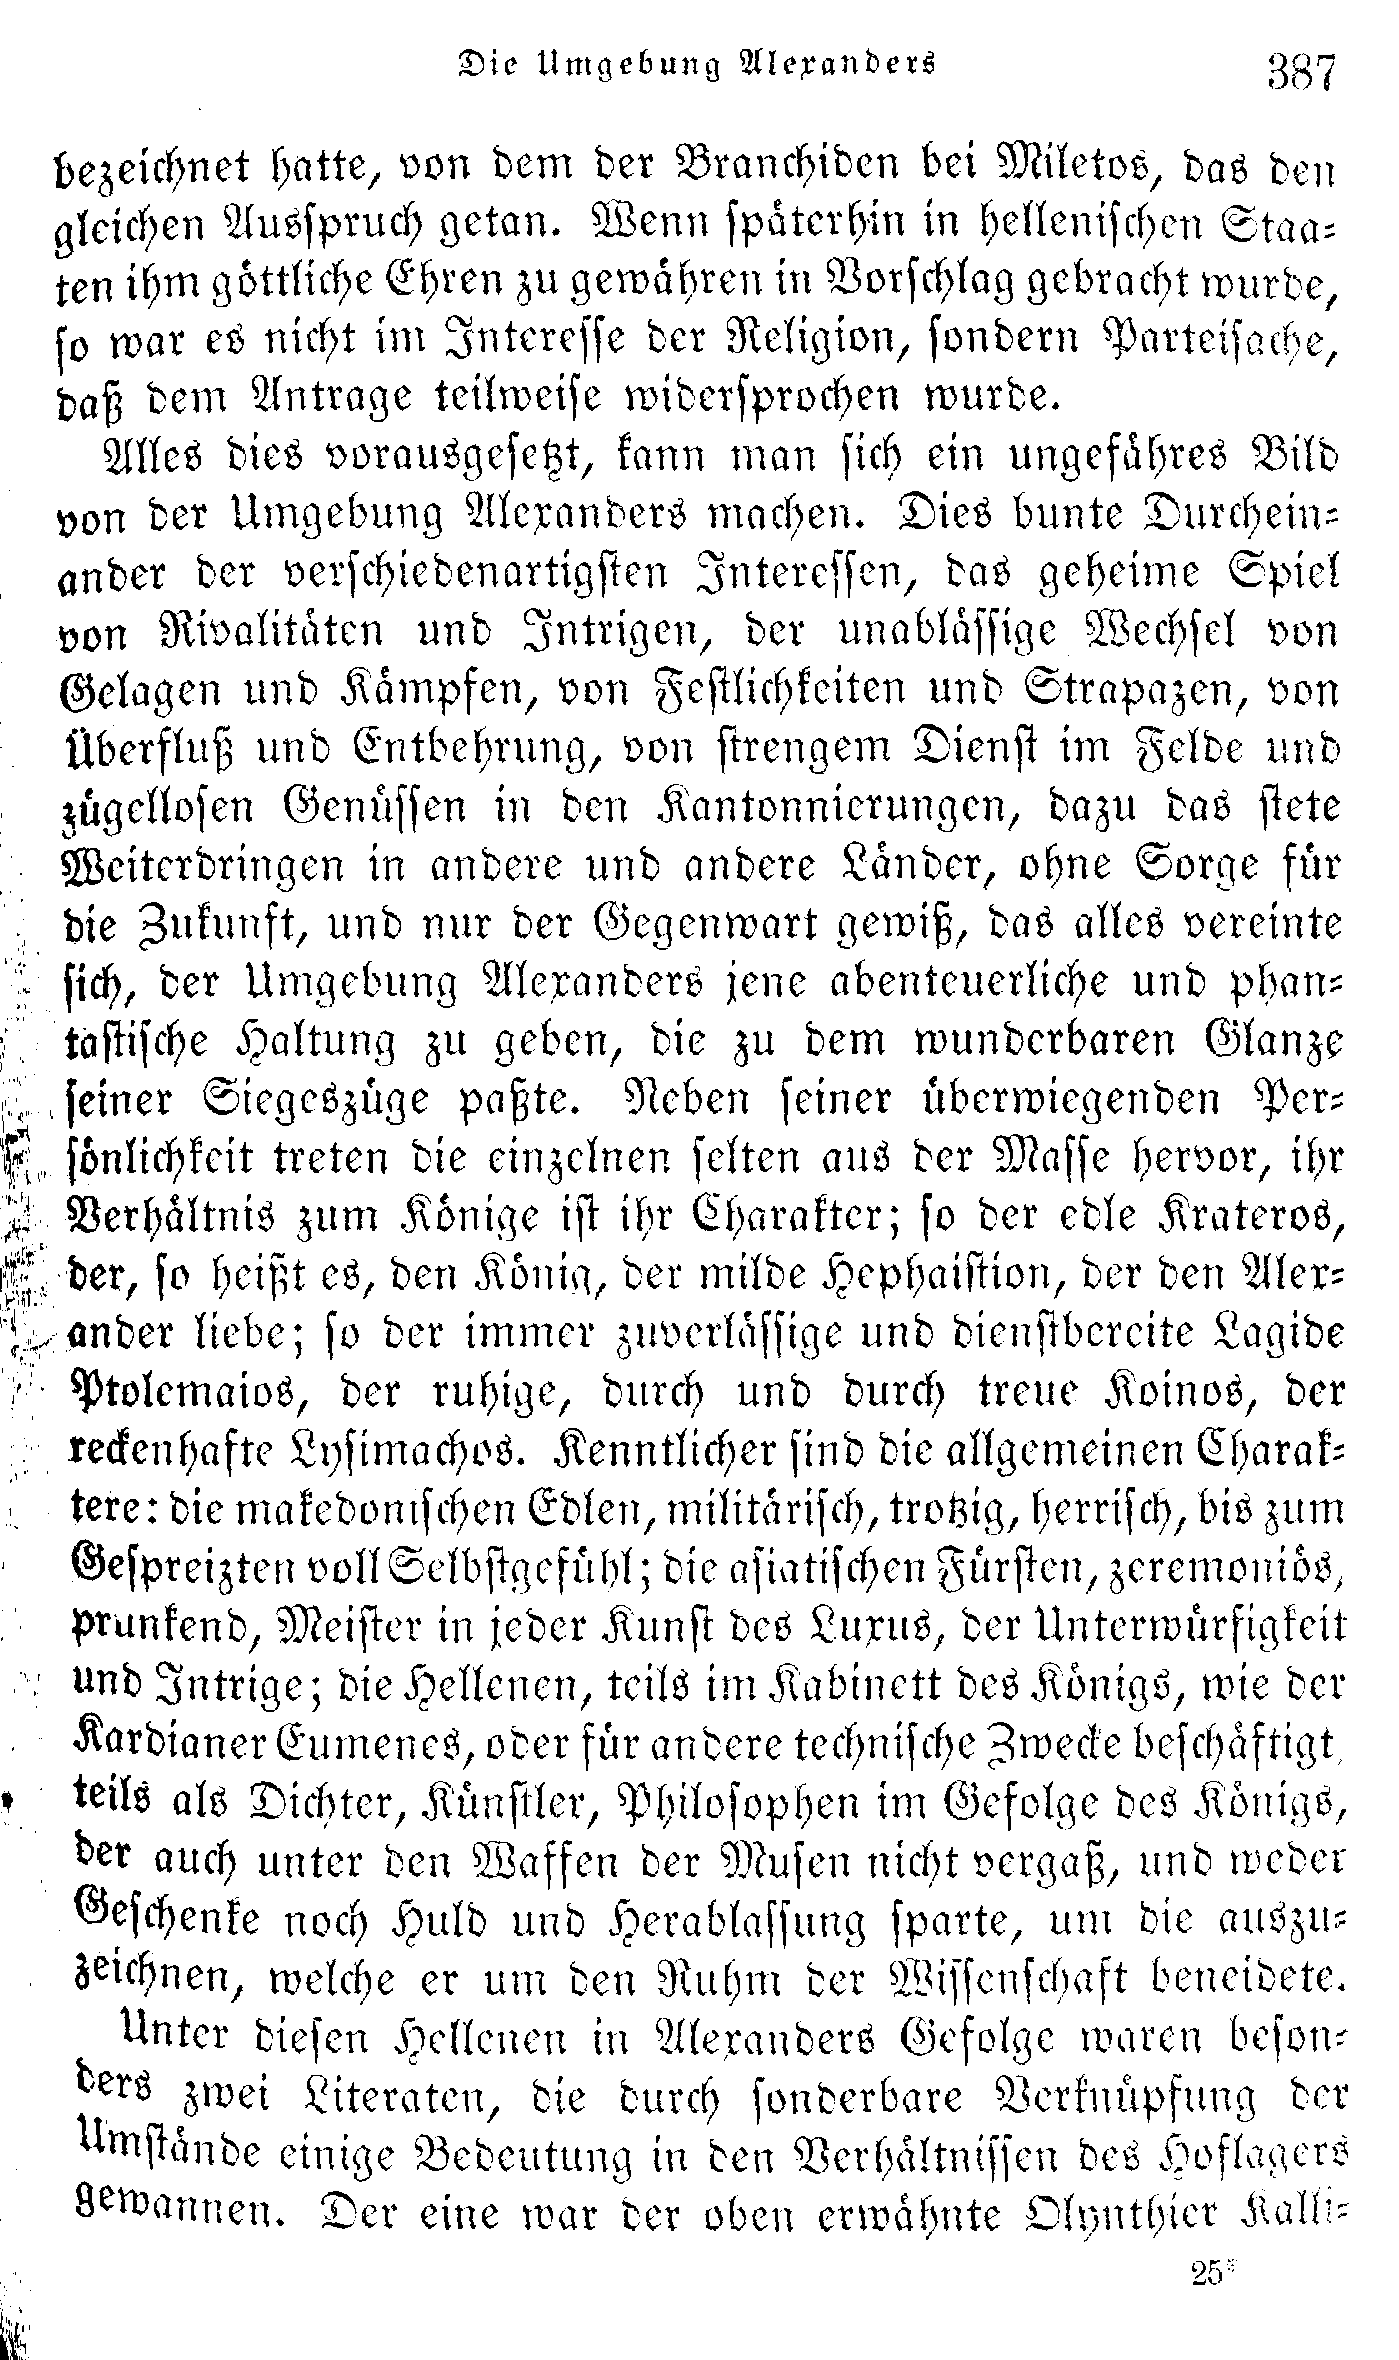 Die Umgebung Alexanders 387
bezeichnet hatte, von dem der Branchiden bei Miletos, das den
gleichen Ausspruch getan. Wenn späterhin in hellenischen Staa-
ten ihm göttliche Ehren zu gewähren in Vorschlag gebracht wurde,
so war es nicht im Interesse der Religion, sondern Parteisache,
daß dem Antrage teilweise widersprochen wurde.
Alles dies vorausgesetzt, kann man sich ein ungefähres Bild
von der Umgebung Alexanders machen. Dies bunte Durchein-
ander der verschiedenartigsten Interessen, das geheime Spiel
von Rivalitäten und Intrigen, der unablässige Wechsel von
Gelagen und Kämpfen, von Festlichkeiten und Strapazen, von
Überfluß und Entbehrung, von strengem Dienst im Felde und
zügellosen Genüssen in den Kantonnierungen, dazu das stete
Weiterdringen in andere und andere Länder, ohne Sorge für
die Zukunft, und nur der Gegenwart gewiß, das alles vereinte
sich, der Umgebung Alexanders jene abenteuerliche und phan-
tastische Haltung zu geben, die zu dem wunderbaren Glanze
seiner Siegeszüge paßte. Neben seiner überwiegenden Per-
sönlichkeit treten die einzelnen selten aus der Masse hervor, ihr
Verhältnis zum Könige ist ihr Charakter; so der edle Krateros,
der, so heißt es, den König, der milde Hephaistion, der den Alex-
ander liebe; so der immer zuverlässige und dienstbereite Lagide
Ptolemaios, der ruhige, durch und durch treue Koinos, der
reckenhafte Lysimachos. Kenntlicher sind die allgemeinen Charak-
tere: die makedonischen Edlen, militärisch, trotzig, herrisch, bis zum
Gespreizten voll Selbstgefühl; die asiatischen Fürsten, zeremoniös,
prunkend, Meister in jeder Kunst des Luxus, der Unterwürfigkeit
und Intrige; die Hellenen, teils im Kabinett des Königs, wie der
Kardianer Eumenes, oder für andere technische Zwecke beschäftigt,
teils als Dichter, Künstler, Philosophen im Gefolge des Königs,
der auch unter den Waffen der Musen nicht vergaß, und weder
Geschenke noch Huld und Herablassung sparte, um die auszu-
zeichnen, welche er um den Ruhm der Wissenschaft beneidete.
Unter diesen Hellenen in Alexanders Gefolge waren beson-
ders zwei Literaten, die durch sonderbare Verknüpfung der
Umstände einige Bedeutung in den Verhältnissen des Hoflagers
gewannen. Der eine war der oben erwähnte Olynthier Kalli-
25*